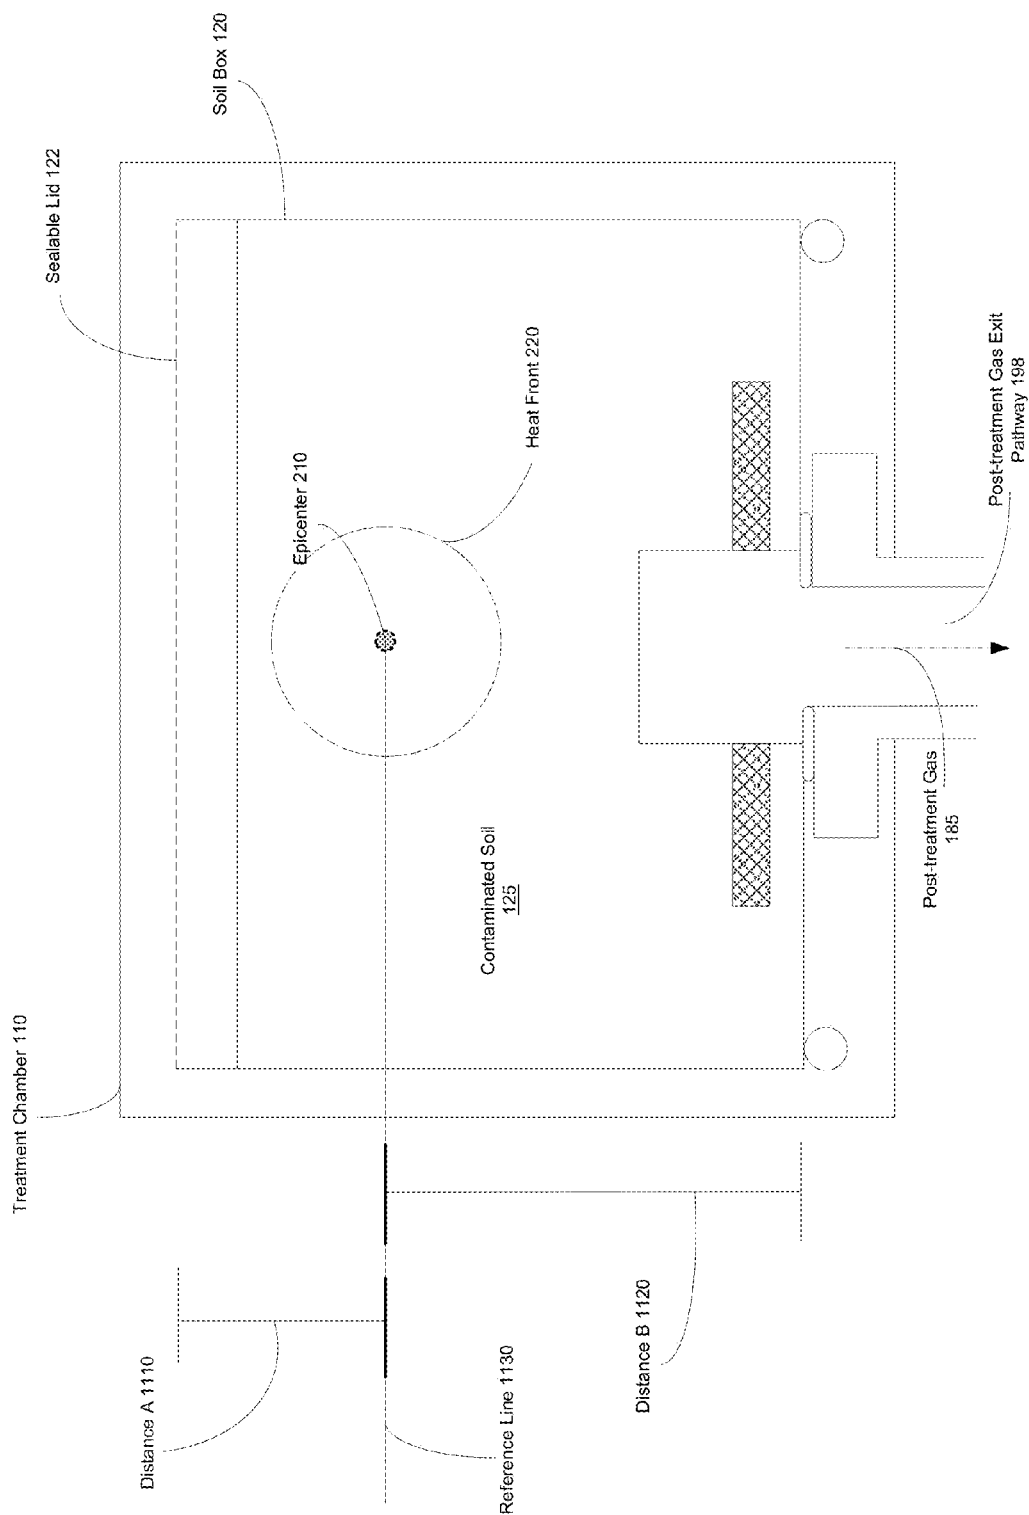 Treatment Chamber 110
Sealable Lid 122
Soil Box 120
Epicenter 210
Heat Front 220
Contaminated Soil
125
Distance A 1110
Reference Line 1130
Distance B 1120
Post-treatment Gas
185
Post-treatment Gas Exit
Pathway 198